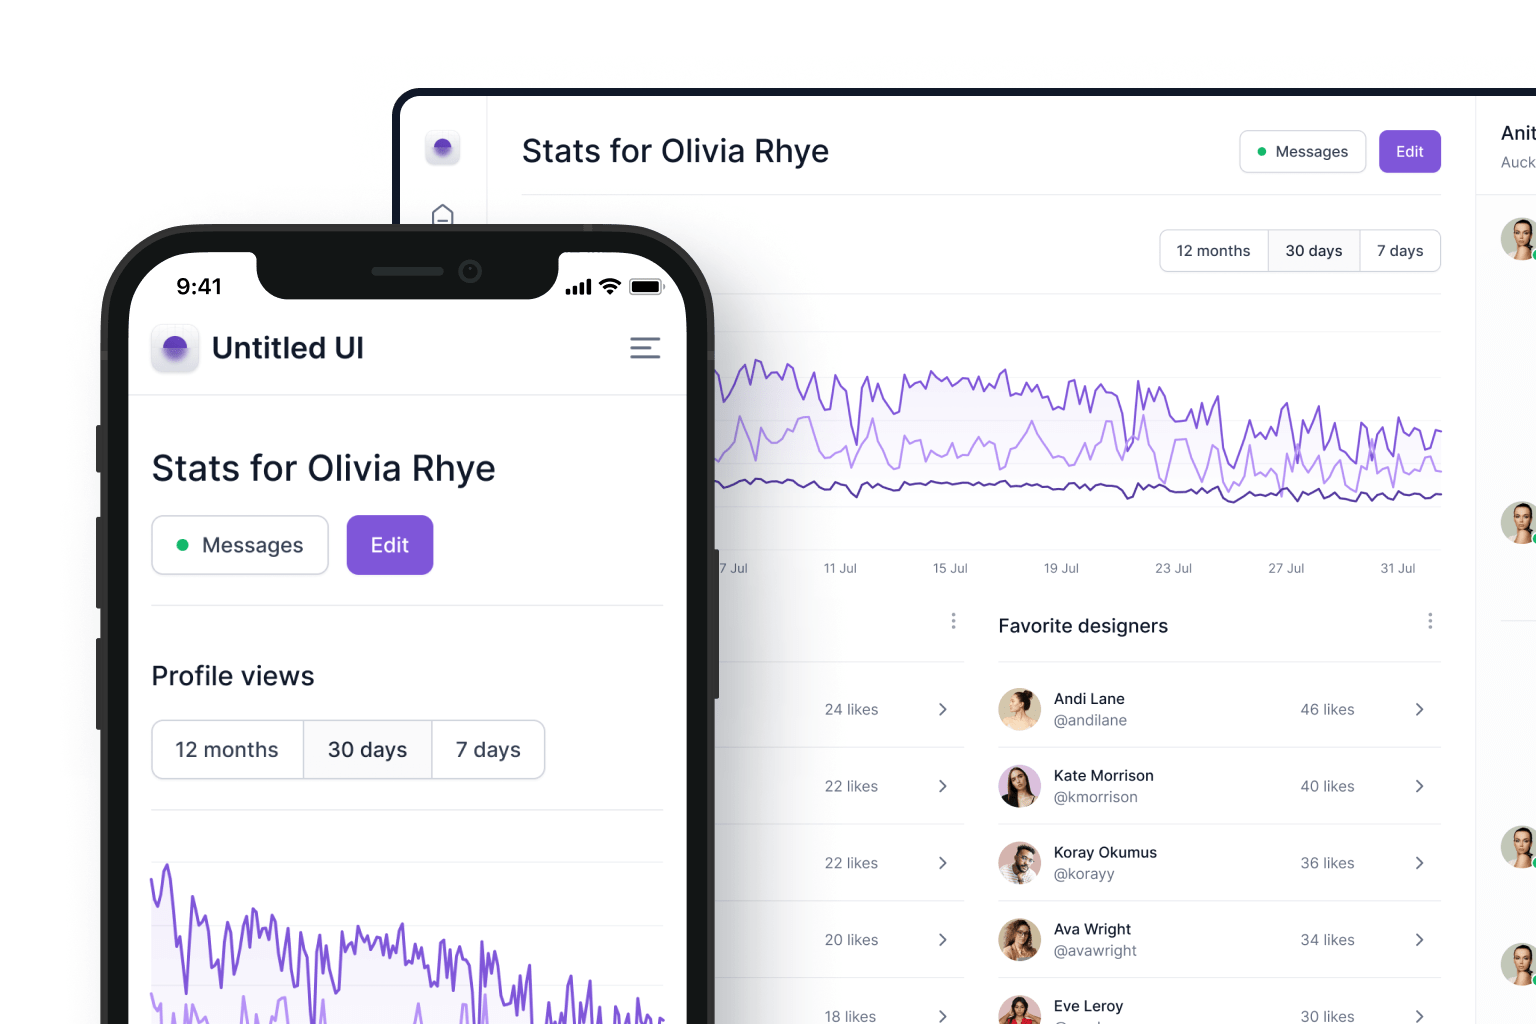 Stats for Olivia Rhye
Messages
Edit
12 months
30 days
7 days
7 Jul
11 Jul
15 Jul
19 Jul
23 Jul
27 Jul
31 Jul
24 likes
22 likes
22 likes
20 likes
18 likes
Favorite designers
Andi Lane
@andilane
46 likes
Kate Morrison
@kmorrison
40 likes
Koray Okumus
@korayy
36 likes
Ava Wright
@avawright
34 likes
Eve Leroy
30 likes
Anit
Auck
9:41
Untitled UI
Stats for Olivia Rhye
Messages
Edit
Profile views
12 months
30 days
7 days